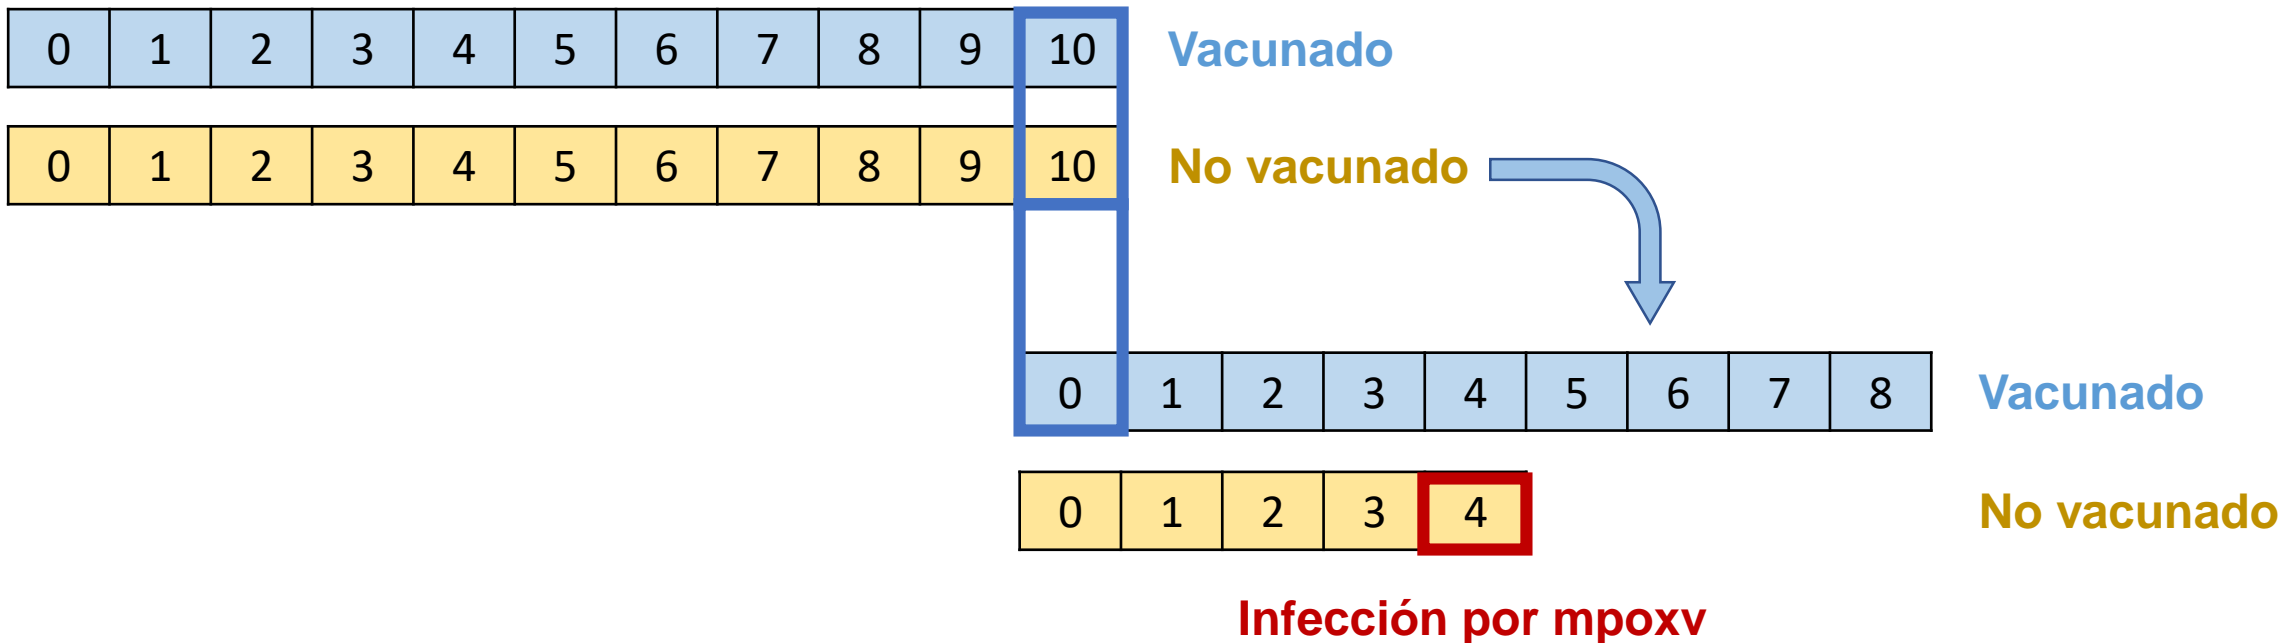 0 1 2 3 4 5 6 7 8 9 10 Vacunado
0 1 2 3 4 5 6 7 8 9 10 No vacunado
0 1 2 3 4 5 6 7 8 Vacunado
0 1 2 3 4 No vacunado
Infección por mpoxv